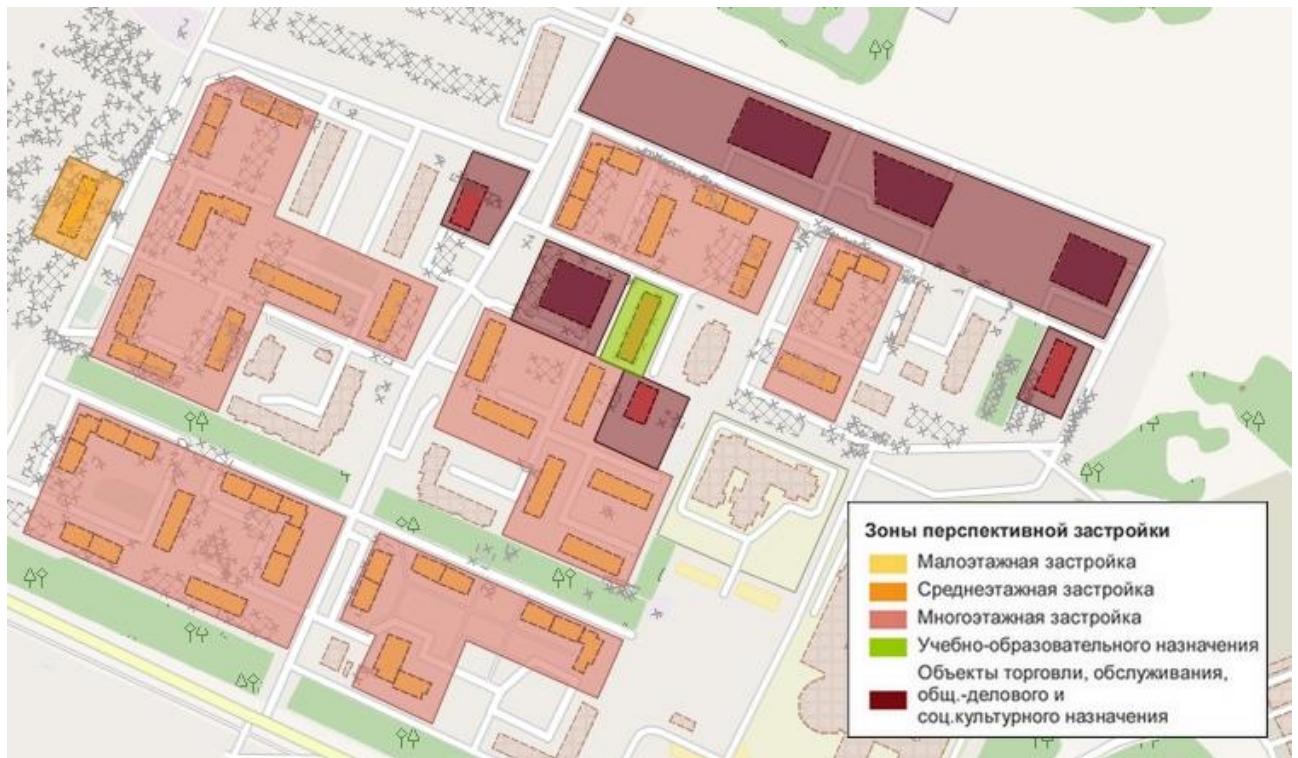 Зоны перспективной застройки
Малоэтажная застройка
Среднеэтажная застройка
Многоэтажная застройка
Учебно-образовательного назначения
Объекты торговли, обслуживания,
общ.-делового и
соц.культурного назначения